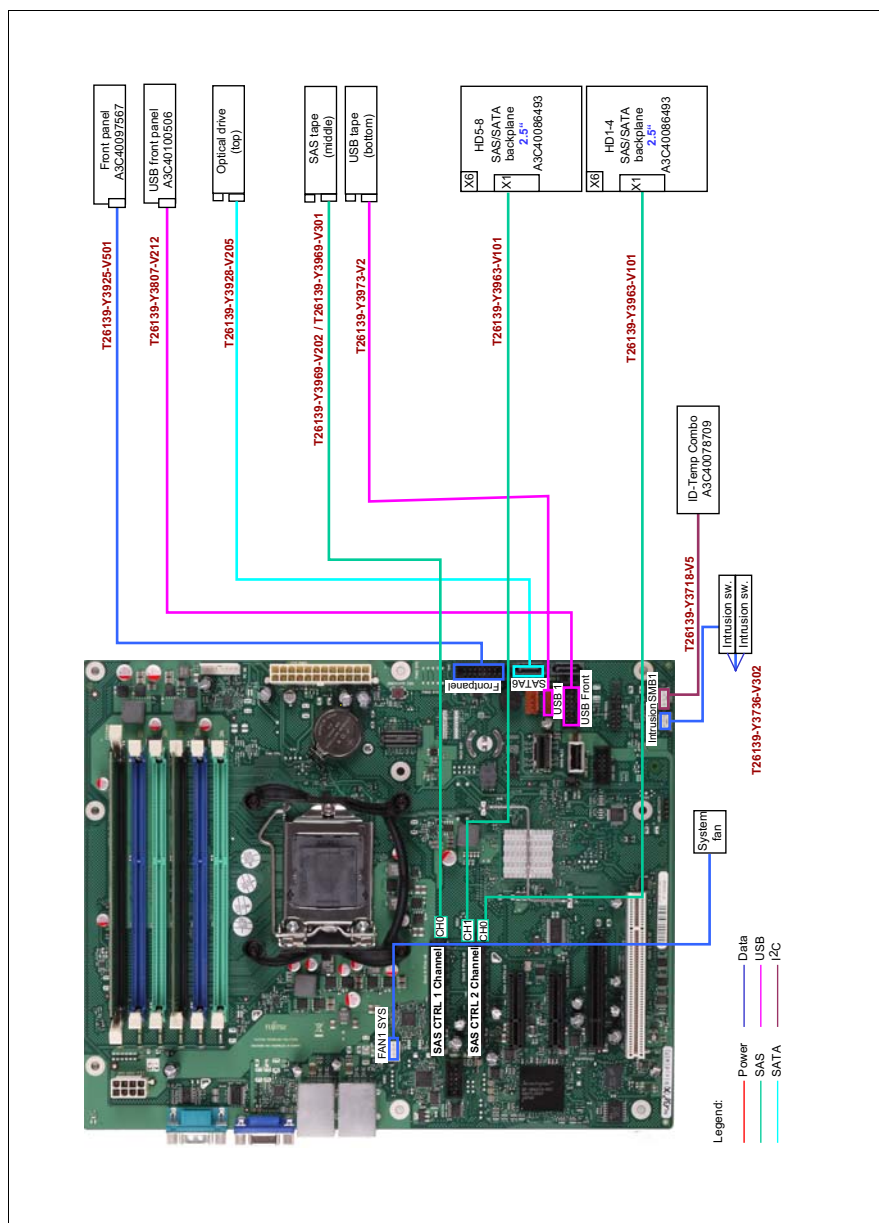 Front panel
A3C40097567
USB front panel
A3C40100506
Optical drive
(top)
SAS tape
(middle)
USB tape
(bottom)
X6
HD5-8
SAS/SATA
backplane
2.5“
A3C40086493
X1
X6
HD1-4
SAS/SATA
backplane
2.5“
A3C40086493
X1
T26139-Y3925-V501
T26139-Y3807-V212
T26139-Y3928-V205
T26139-Y3969-V202 / T26139-Y3969-V301
T26139-Y3973-V2
T26139-Y3963-V101
T26139-Y3963-V101
ID-Temp Combo
A3C40078709
T26139-Y3718-V5
Intrusion sw.
Intrusion sw.
T26139-Y3736-V302
Frontpanel
SATA6
USB 1
USB Front
Intrusion
SMB1
System
fan
FAN1 SYS
SAS CTRL 1 Channel
CH0
SAS CTRL 2 Channel
CH1
CH0
FUJITSU
Legend:
Power
SAS
SATA
Data
USB
I²C